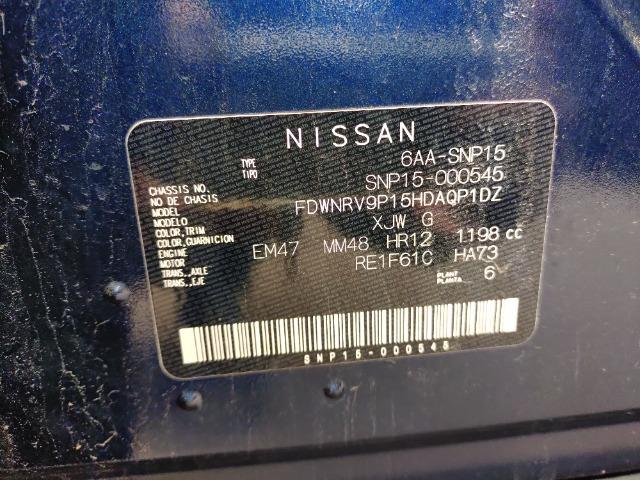 NISSAN
TYPE 6AA-SNP15
TIPO
CHASSIS NO. SNP15-000545
NO DE CHASIS.
MODEL FDWNRV9P15HDAQP1DZ
MODELO
COLOR,TRIM XJW G
COLOR,GUARNICION
ENGINE EM47 MM48 HR12 1198 cc
MOTOR
TRANS.,AXLE RE1F61C HA73
TRANS.,EJE
PLANT 6
PLANTA
SNP15-000545